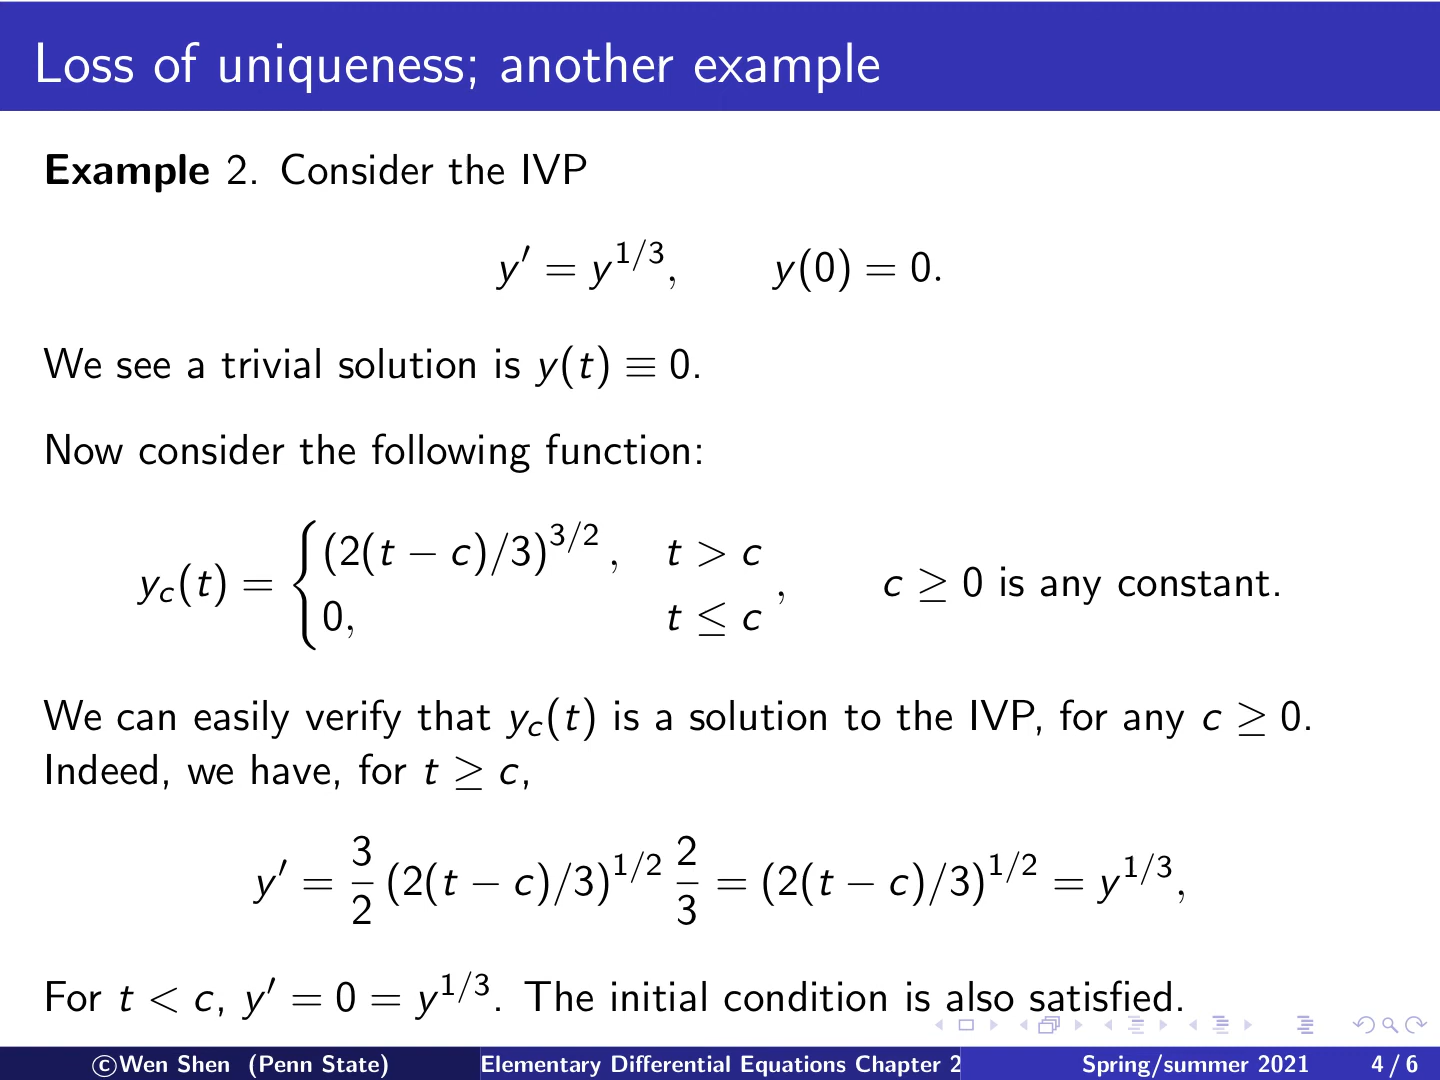 Loss of uniqueness; another example
Example 2. Consider the IVP
y′ = y^{1/3},  y(0) = 0.
We see a trivial solution is y(t) ≡ 0.
Now consider the following function:
y_c(t) = { (2(t − c)/3)^{3/2}, t > c
0, t ≤ c , c ≥ 0 is any constant.
We can easily verify that y_c(t) is a solution to the IVP, for any c ≥ 0.
Indeed, we have, for t ≥ c,
y′ = \frac{3}{2} (2(t − c)/3)^{1/2} \frac{2}{3} = (2(t − c)/3)^{1/2} = y^{1/3},
For t < c, y′ = 0 = y^{1/3}. The initial condition is also satisfied.
©Wen Shen (Penn State) Elementary Differential Equations Chapter 2 Spring/summer 2021 4 / 6